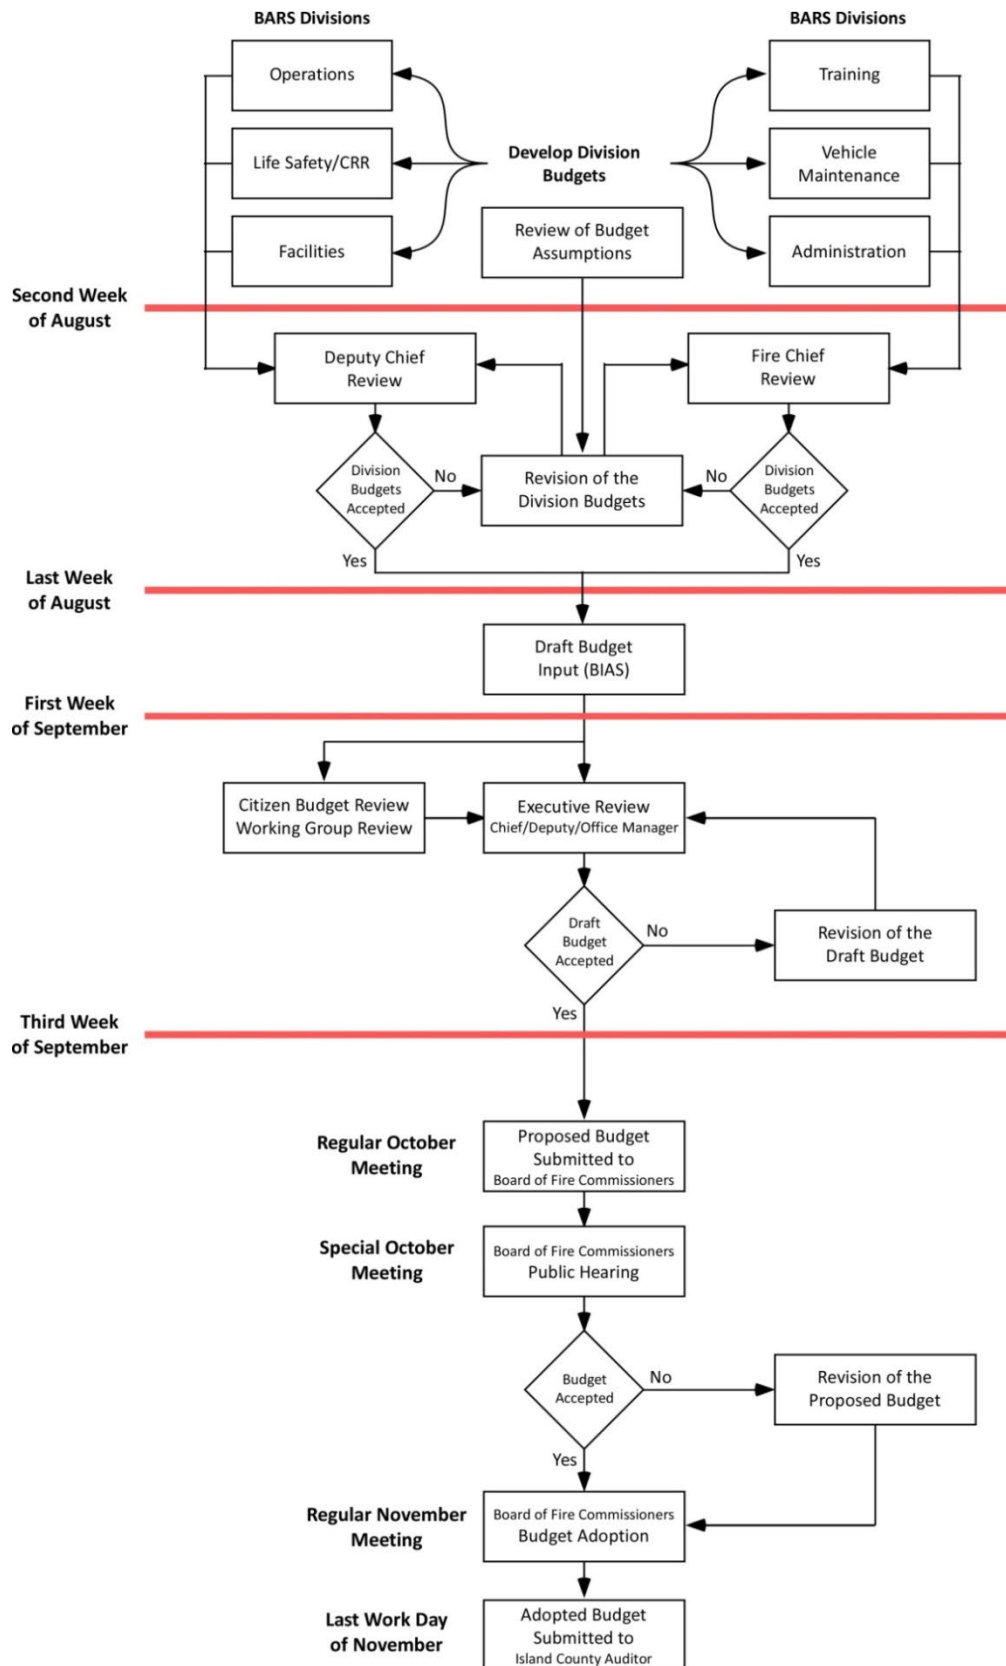 BARS Divisions
BARS Divisions
Operations
Training
Life Safety/CRR
Develop Division
Budgets
Vehicle
Maintenance
Facilities
Review of Budget
Assumptions
Administration
Second Week
of August
Deputy Chief
Review
Fire Chief
Review
Division
Budgets
Accepted
No
Revision of the
Division Budgets
No
Division
Budgets
Accepted
Yes
Yes
Last Week
of August
Draft Budget
Input (BIAS)
First Week
of September
Citizen Budget Review
Working Group Review
Executive Review
Chief/Deputy/Office Manager
Draft
Budget
Accepted
No
Revision of the
Draft Budget
Yes
Third Week
of September
Regular October
Meeting
Proposed Budget
Submitted to
Board of Fire Commissioners
Special October
Meeting
Board of Fire Commissioners
Public Hearing
Budget
Accepted
No
Revision of the
Proposed Budget
Yes
Regular November
Meeting
Board of Fire Commissioners
Budget Adoption
Last Work Day
of November
Adopted Budget
Submitted to
Island County Auditor